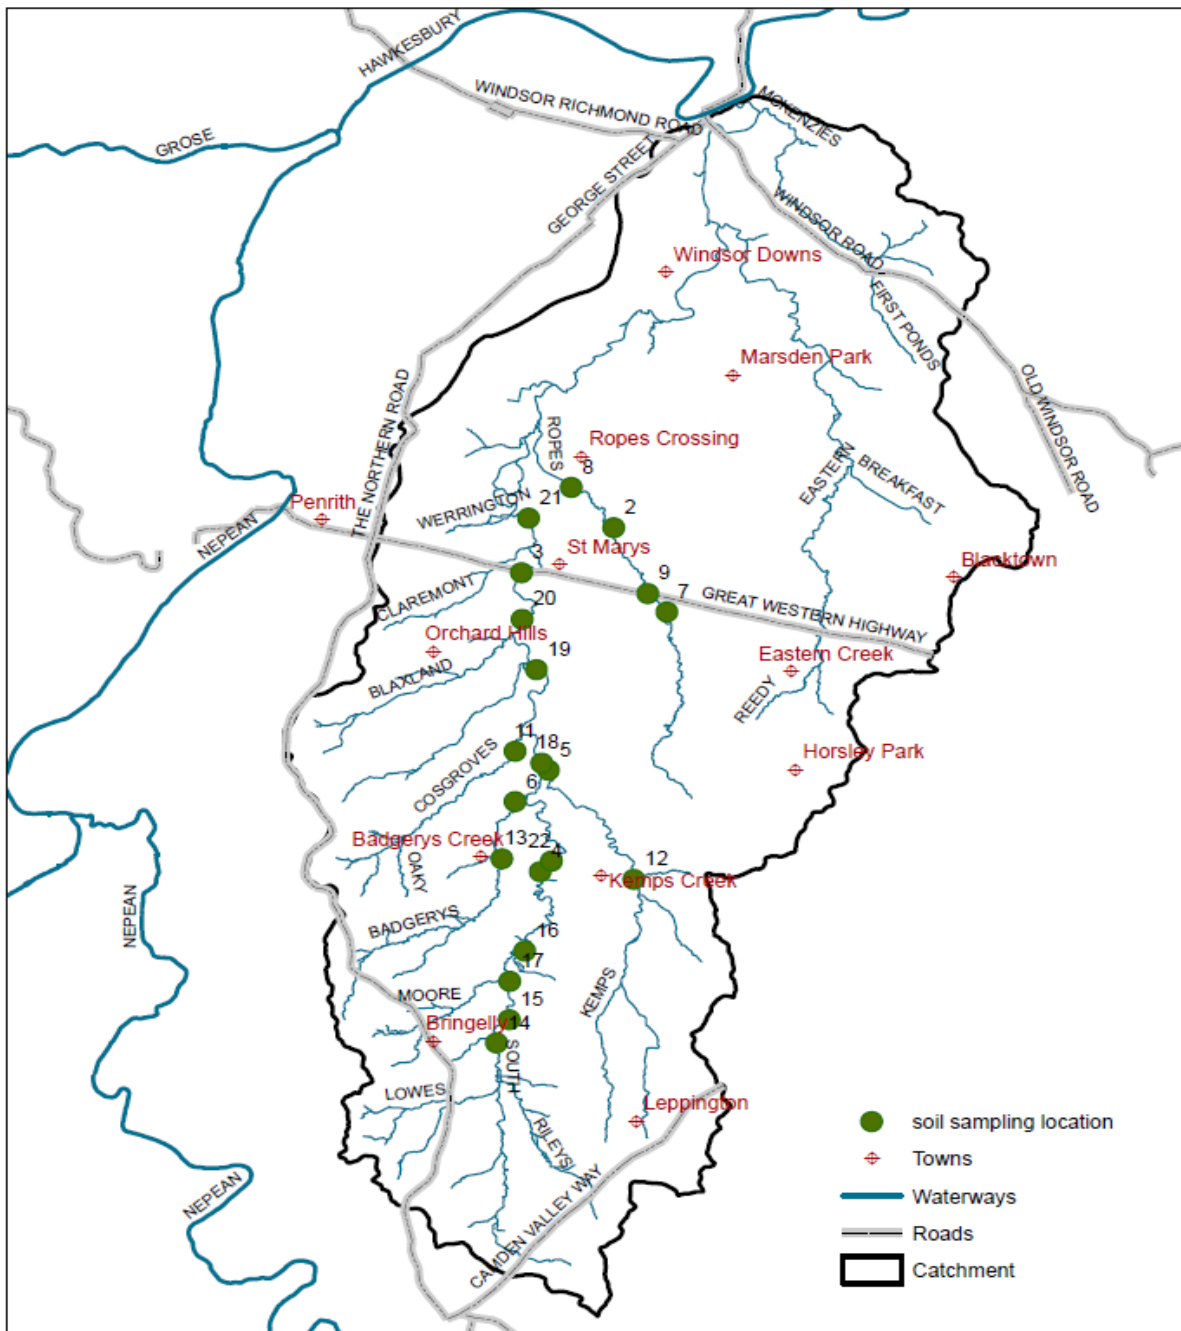 HAWKESBURY
WINDSOR RICHMOND ROAD
MCKENZIES
GROSE
GEORGE STREET
WINDSOR ROAD
Windsor Downs
FIRST PONDS
Marsden Park
OLD WINDSOR ROAD
THE NORTHERN ROAD
ROPES
Ropes Crossing
8
EASTERN
BREAKFAST
Penrith
WERRINGTON
21
2
NEPEAN
St Marys
3
9
Blacktown
CLAREMONT
20
7
GREAT WESTERN HIGHWAY
Orchard Hills
19
Eastern Creek
BLAXLAND
REEDY
11
18
5
Horsley Park
COSGROVES
6
Badgerys Creek
13
22
4
12
OAKY
Kemps Creek
NEPEAN
BADGERYS
16
17
KEMPS
MOORE
15
Bringelly
14
SOUTH
LOWES
Leppington
RILEYS
soil sampling location
Towns
NEPEAN
CAMDEN VALLEY WAY
Waterways
Roads
Catchment